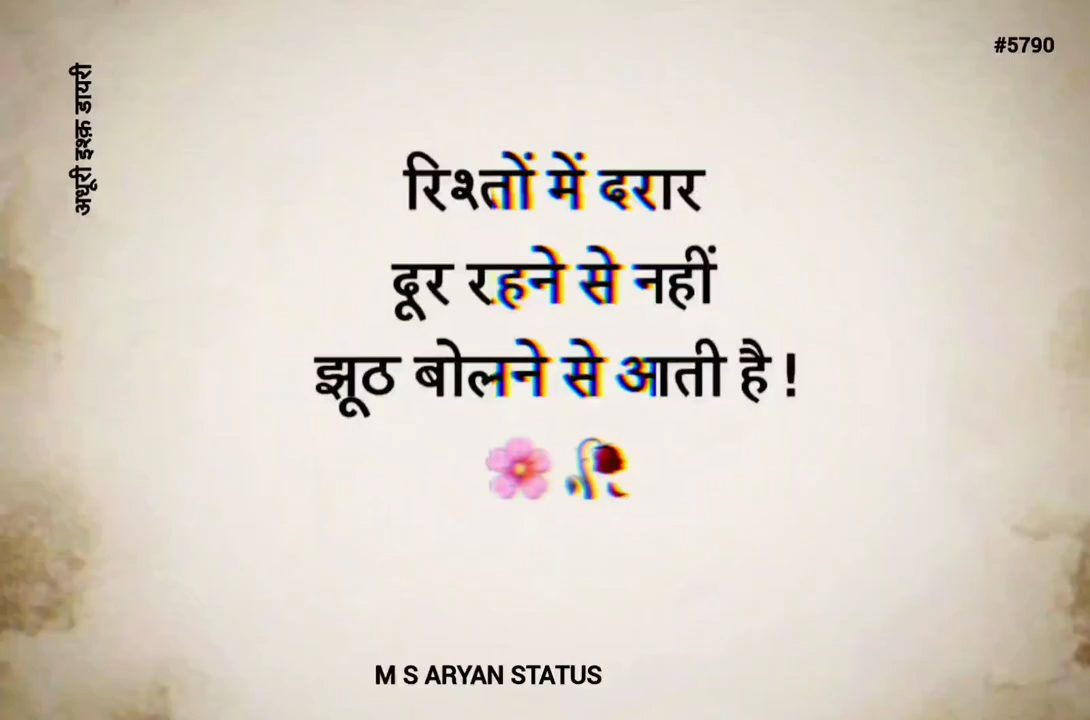 #5790
अधूरी इश्क़ डायरी
रिश्तों में दरार
दूर रहने से नहीं
झूठ बोलने से आती है !
M S ARYAN STATUS